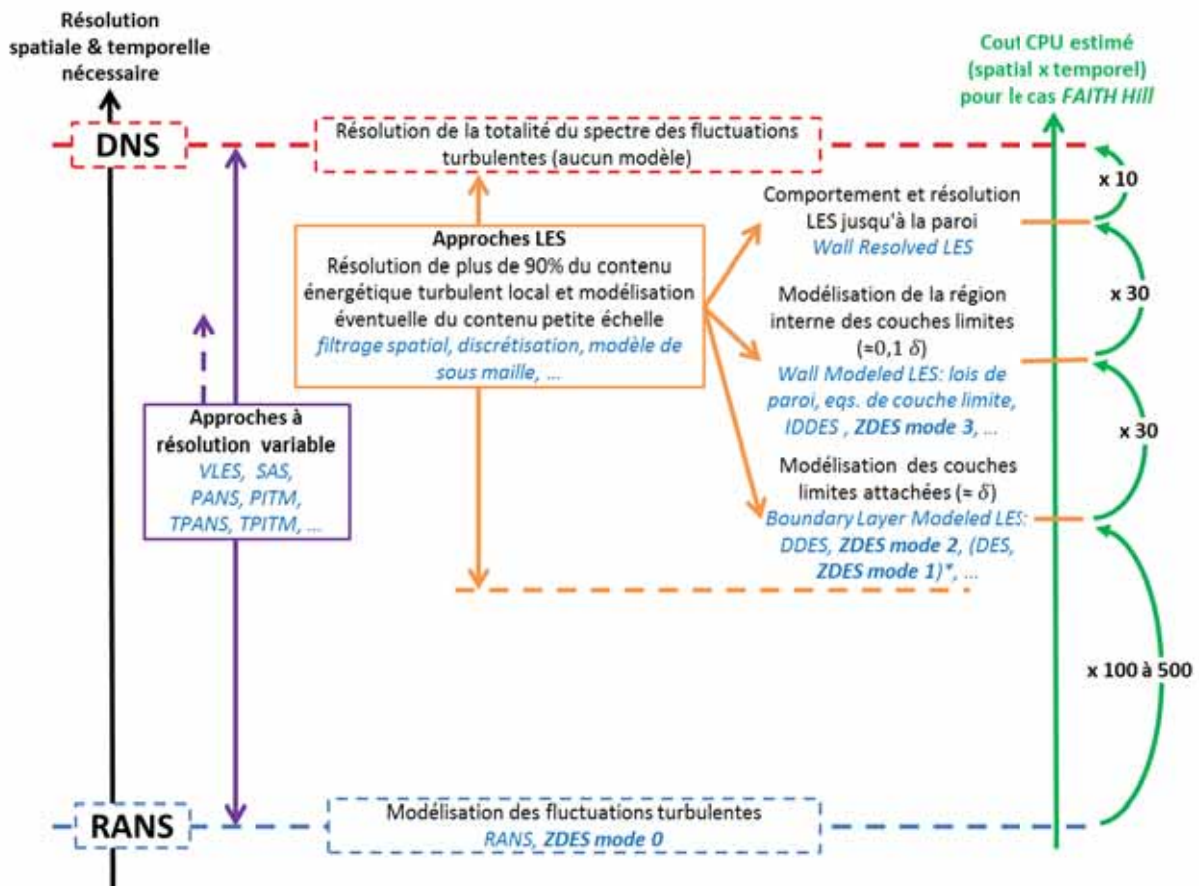 Résolution
spatiale & temporelle
nécessaire
Cout CPU estimé
(spatial x temporel)
pour le cas FAITH Hill
DNS
Résolution de la totalité du spectre des fluctuations
turbulentes (aucun modèle)
x 10
Comportement et résolution
LES jusqu'à la paroi
Wall Resolved LES
Approches LES
Résolution de plus de 90% du contenu
énergétique turbulent local et modélisation
éventuelle du contenu petite échelle
filtrage spatial, discrétisation, modèle de
sous maille, ...
x 30
Modélisation de la région
interne des couches limites
(≈0,1 δ)
Wall Modeled LES: lois de
paroi, eqs. de couche limite,
IDDES , ZDES mode 3, ...
Approches à
résolution variable
VLES, SAS,
PANS, PITM,
TPANS, TPITM, ...
x 30
Modélisation des couches
limites attachées (≈ δ)
Boundary Layer Modeled LES:
DDES, ZDES mode 2, (DES,
ZDES mode 1)*, ...
x 100 à 500
RANS
Modélisation des fluctuations turbulentes
RANS, ZDES mode 0